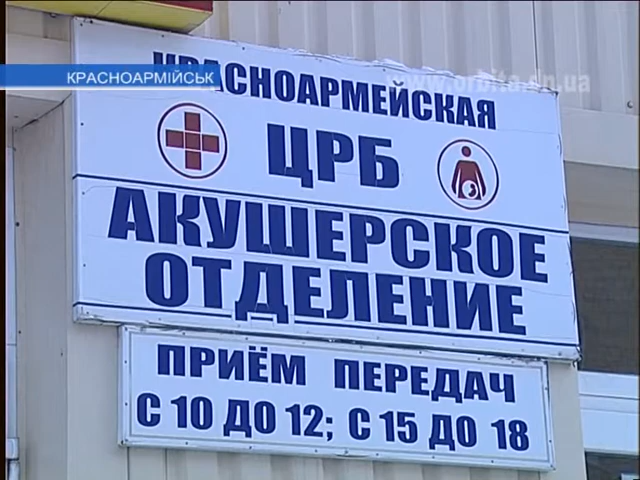 www.orbita.dn.ua
КРАСНОАРМІЙСЬК
КРАСНОАРМЕЙСКАЯ
ЦРБ
АКУШЕРСКОЕ
ОТДЕЛЕНИЕ
ПРИЁМ ПЕРЕДАЧ
С 10 ДО 12; С 15 ДО 18